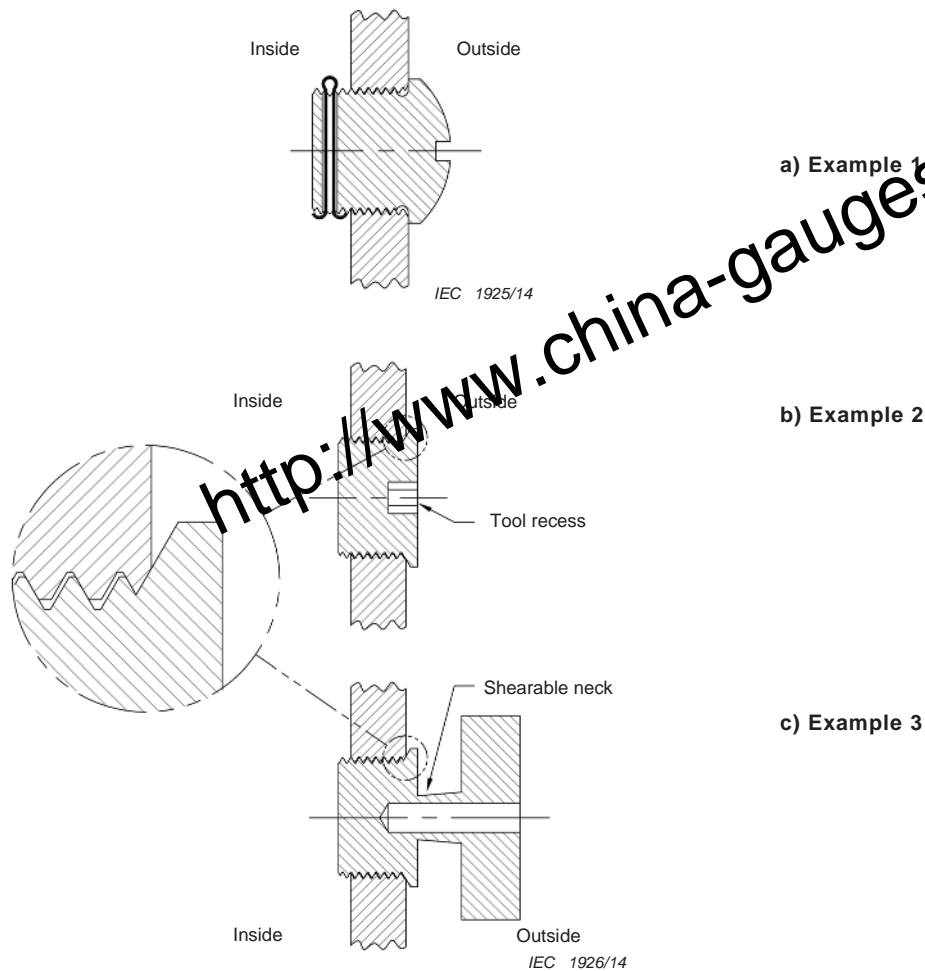 Inside
Outside
a) Example 1
IEC 1925/14
http://www.china-gauges
Inside
Outside
b) Example 2
Tool recess
Shearable neck
c) Example 3
Inside
Outside
IEC 1926/14